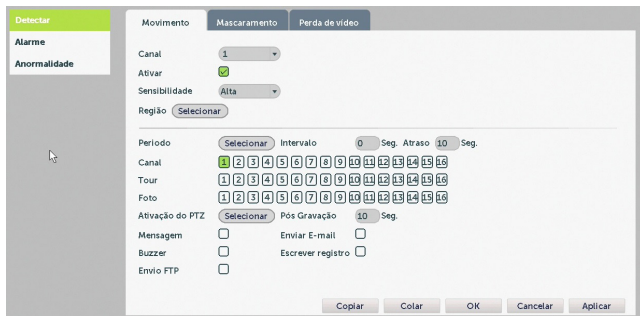 Detectar
Alarme
Anormalidade
Movimento Mascaramento Perda de vídeo
Canal 1
Ativar
Sensibilidade Alta
Região Selecionar
Periodo Selecionar Intervalo 0 Seg. Atraso 10 Seg.
Canal 1 2 3 4 5 6 7 8 9 10 11 12 13 14 15 16
Tour 1 2 3 4 5 6 7 8 9 10 11 12 13 14 15 16
Foto 1 2 3 4 5 6 7 8 9 10 11 12 13 14 15 16
Ativação do PTZ Selecionar Pós Gravação 10 Seg.
Mensagem Enviar E-mail
Buzzer Escrever registro
Envio FTP
Copiar Colar OK Cancelar Aplicar